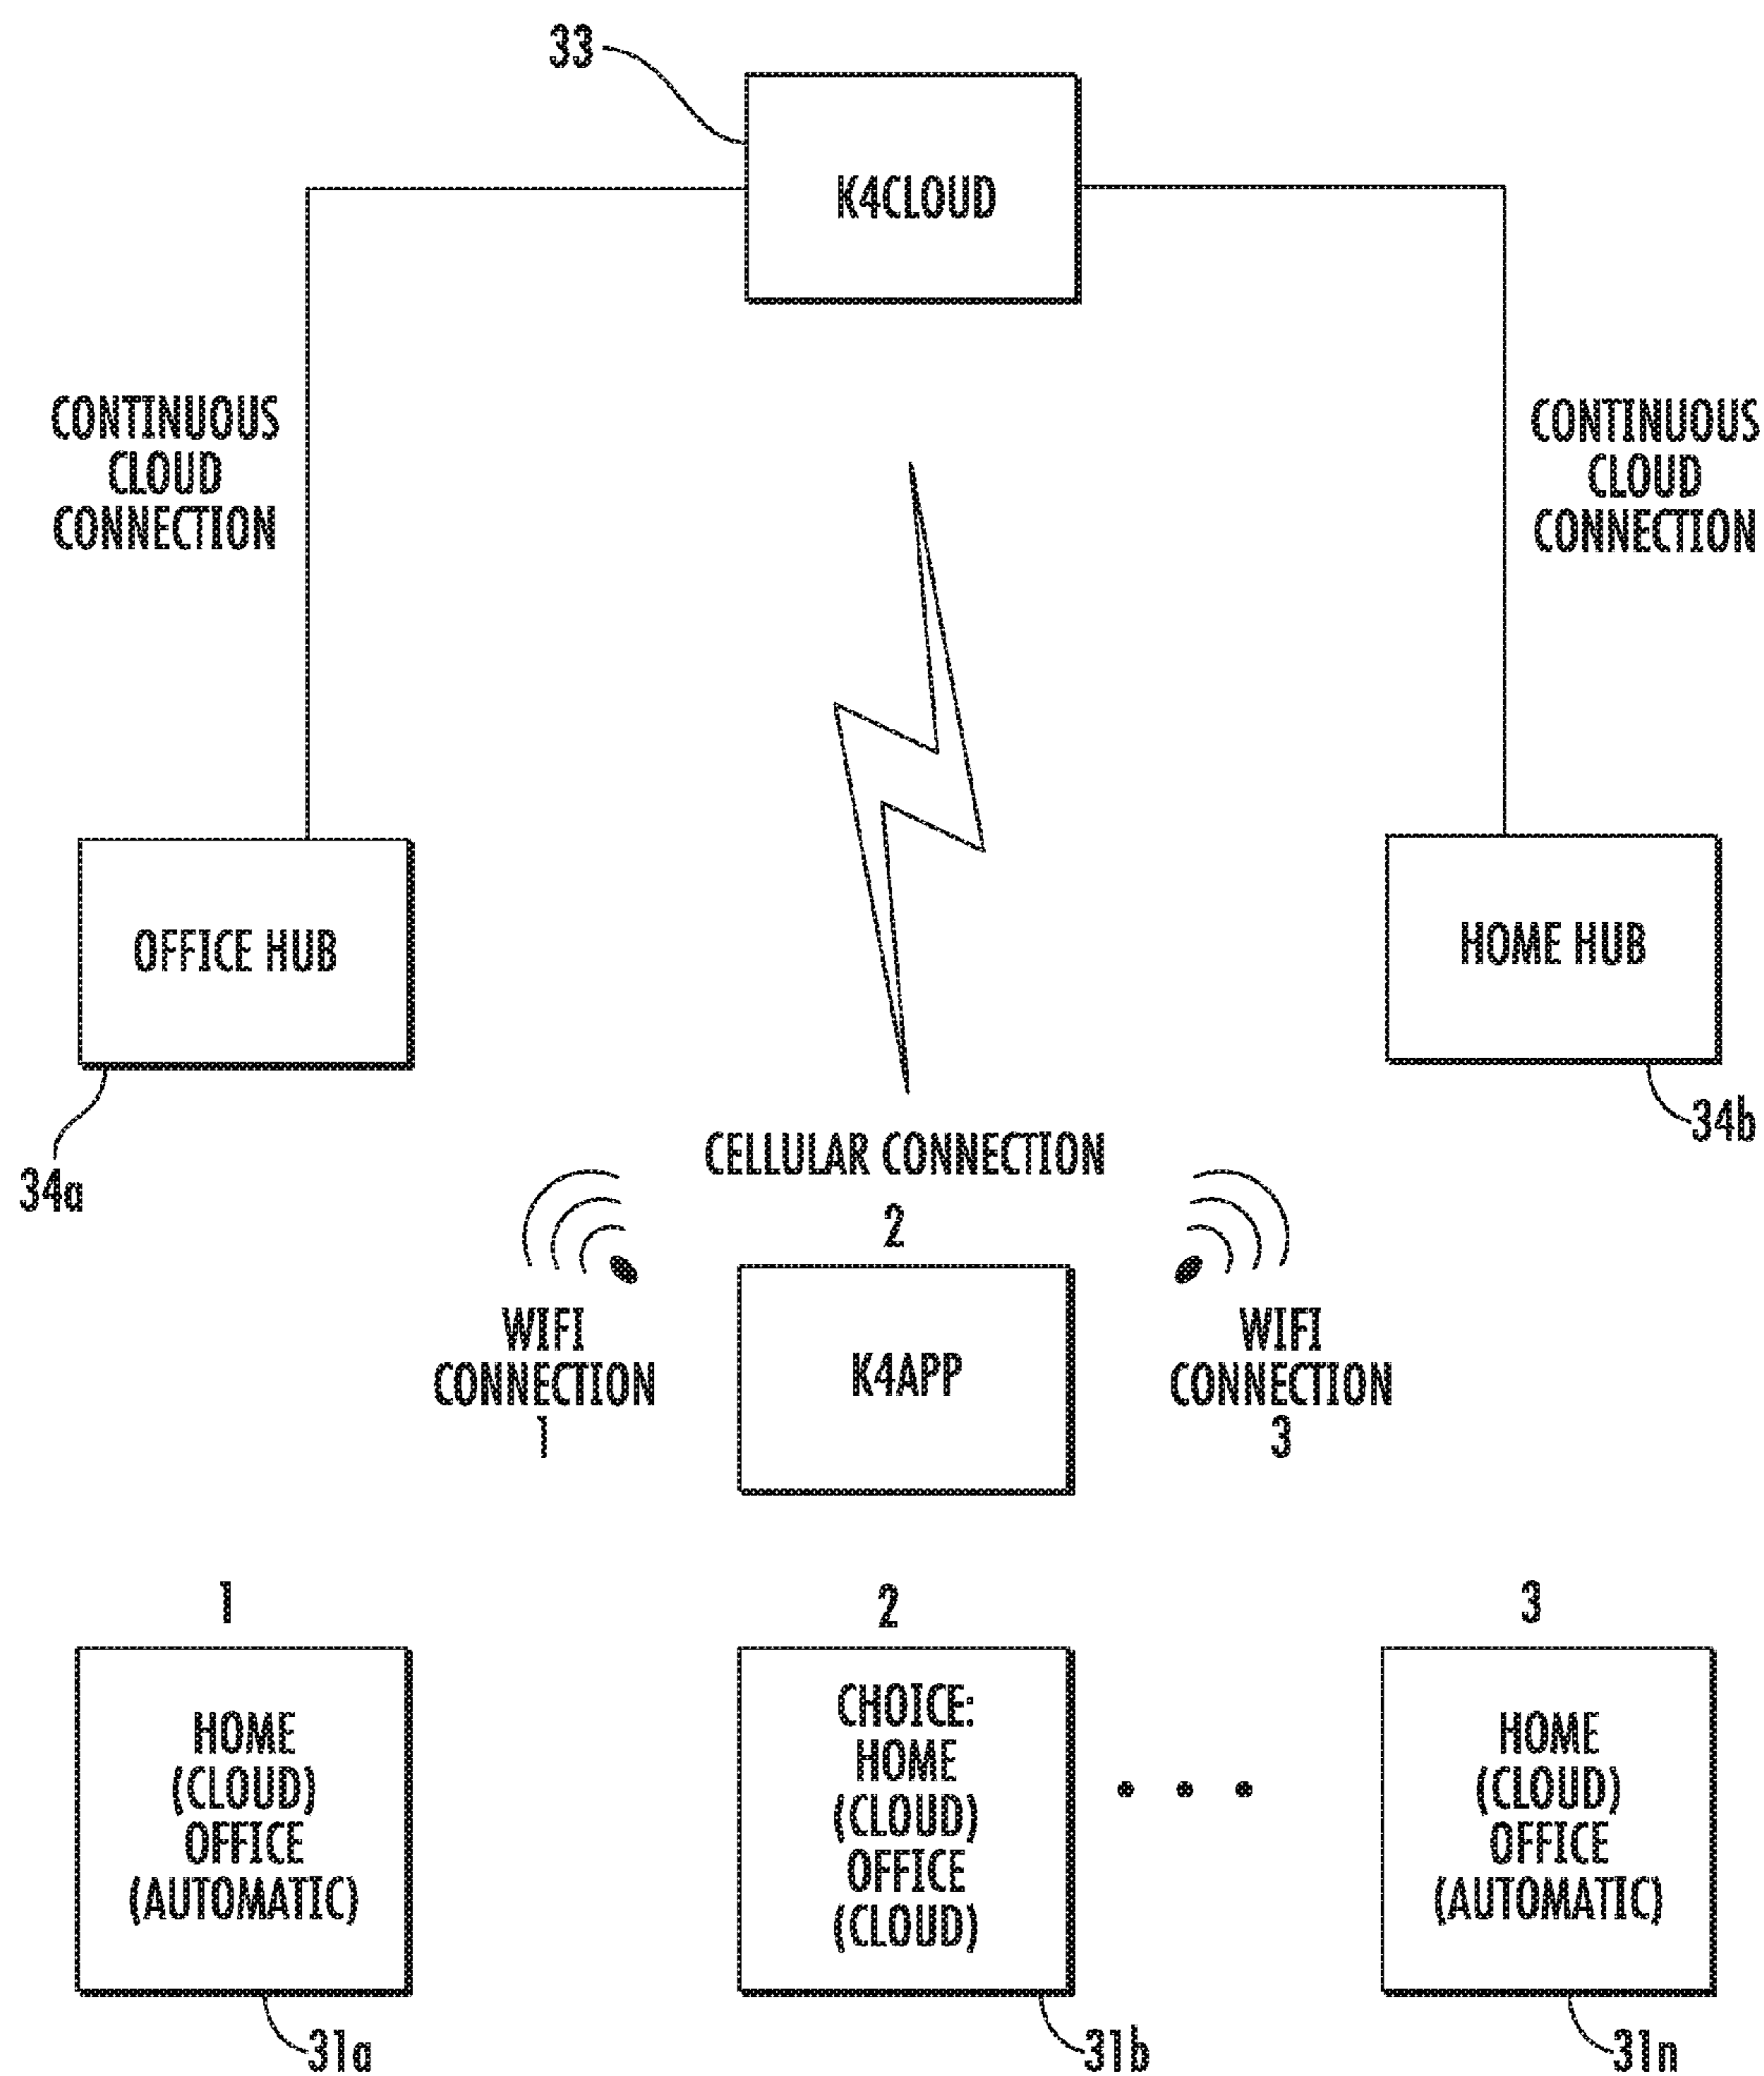 33
K4CLOUD
CONTINUOUS
CLOUD
CONNECTION
CONTINUOUS
CLOUD
CONNECTION
OFFICE HUB
HOME HUB
34a
34b
CELLULAR CONNECTION
2
WIFI
CONNECTION
1
K4APP
WIFI
CONNECTION
3
1
HOME
(CLOUD)
OFFICE
(AUTOMATIC)
31a
2
CHOICE:
HOME
(CLOUD)
OFFICE
(CLOUD)
31b
3
HOME
(CLOUD)
OFFICE
(AUTOMATIC)
31n